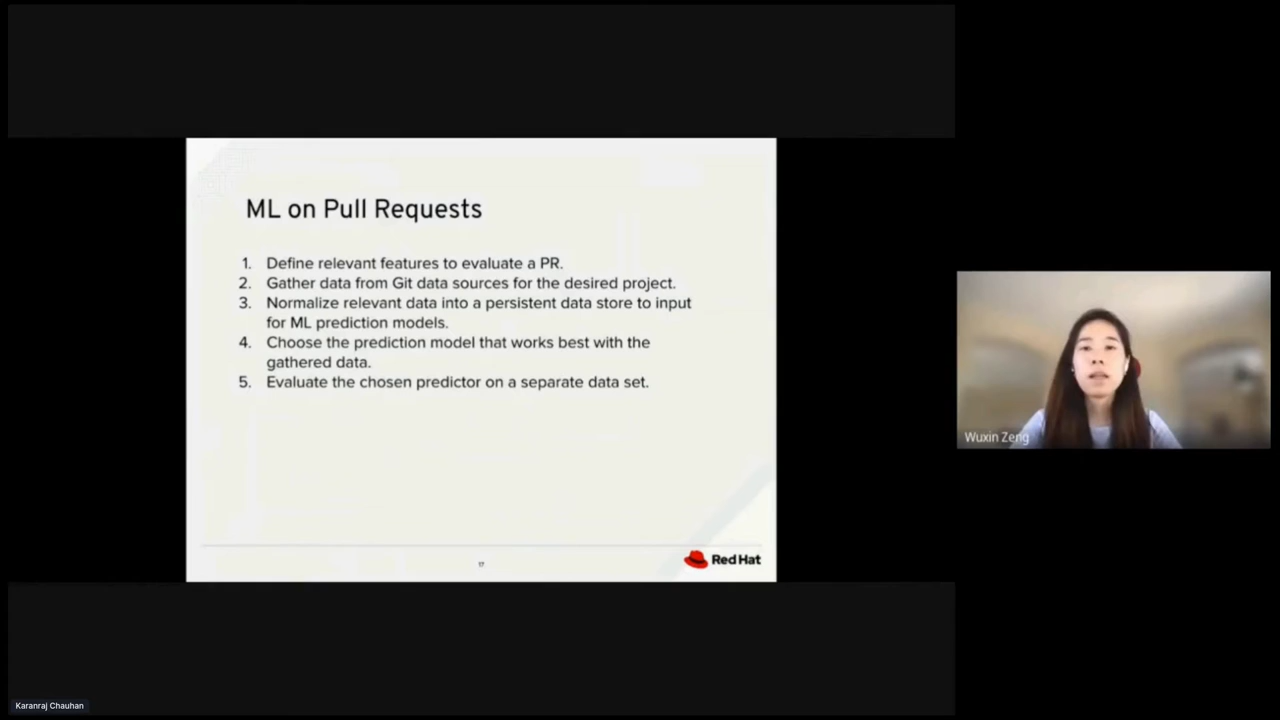 ML on Pull Requests
1. Define relevant features to evaluate a PR.
2. Gather data from Git data sources for the desired project.
3. Normalize relevant data into a persistent data store to input
for ML prediction models.
4. Choose the prediction model that works best with the
gathered data.
5. Evaluate the chosen predictor on a separate data set.
17
Red Hat
Wuxin Zeng
Karanraj Chauhan